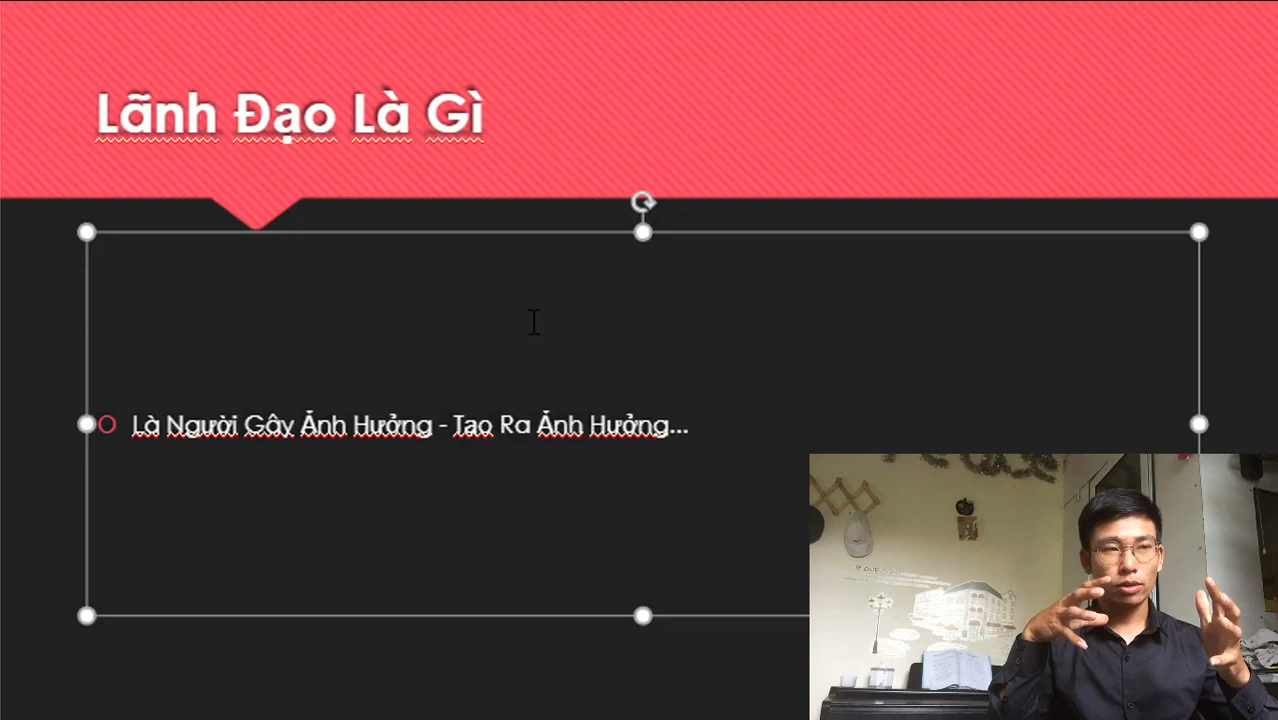 Lãnh Đạo Là Gì
Là Người Gây Ảnh Hưởng - Tạo Ra Ảnh Hưởng...